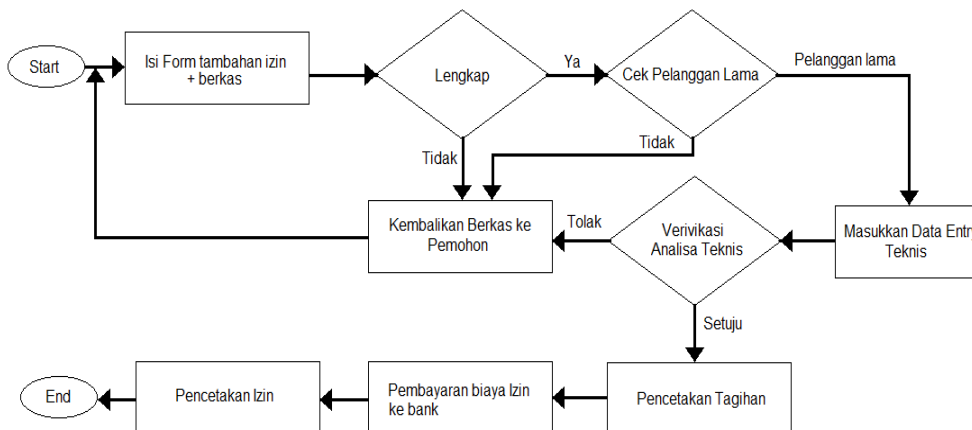 Start
Isi Form tambahan izin
+ berkas
Lengkap
Ya
Cek Pelanggan Lama
Pelanggan lama
Tidak
Tidak
Kembalikan Berkas ke
Pemohon
Tolak
Verivikasi
Analisa Teknis
Masukkan Data Entry
Teknis
Setuju
End
Pencetakan Izin
Pembayaran biaya Izin
ke bank
Pencetakan Tagihan